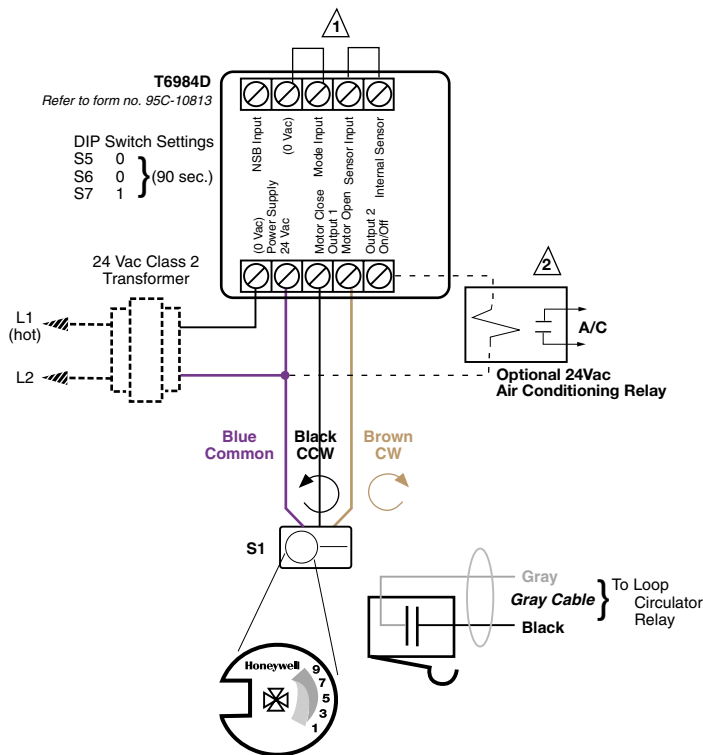 1
T6984D
Refer to form no. 95C-10813
NSB Input
(0 Vac)
Mode Input
Sensor Input
Internal Sensor
DIP Switch Settings
S5 0
S6 0
S7 1
(90 sec.)
(0 Vac)
Power Supply
24 Vac
Motor Close
Output 1
Motor Open
Output 2
On/Off
24 Vac Class 2
Transformer
2
L1
(hot)
L2
A/C
Optional 24Vac
Air Conditioning Relay
Blue
Common
Black
CCW
Brown
CW
S1
Gray
Gray Cable
Black
To Loop
Circulator
Relay
Honeywell
9
7
5
3
1